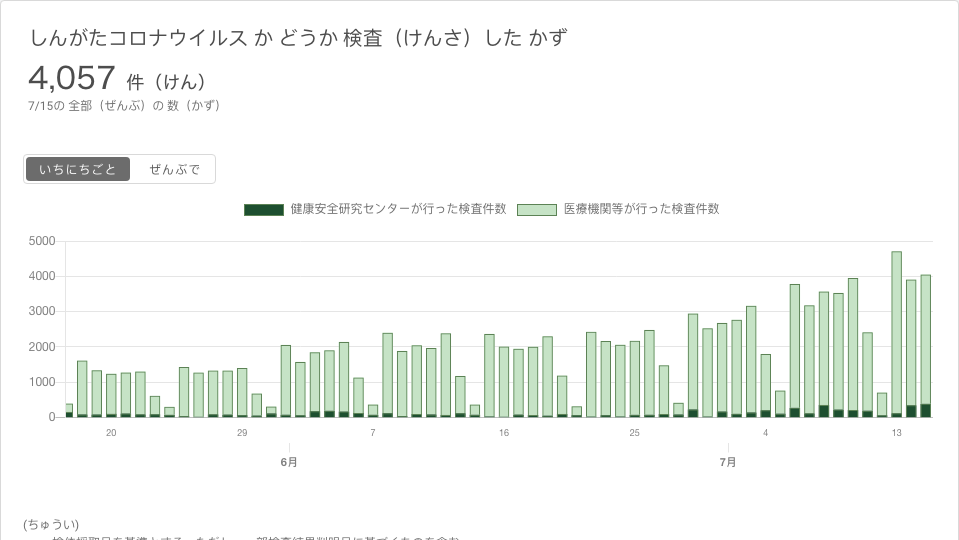 しんがたコロナウイルス か どうか 検査（けんさ）した かず
4,057 件（けん）
7/15の 全部（ぜんぶ）の 数（かず）
いちにちごと ぜんぶで
健康安全研究センターが行った検査件数 医療機関等が行った検査件数
5000
4000
3000
2000
1000
0
20 29 7 16 25 4 13
6月 7月
(ちゅうい)